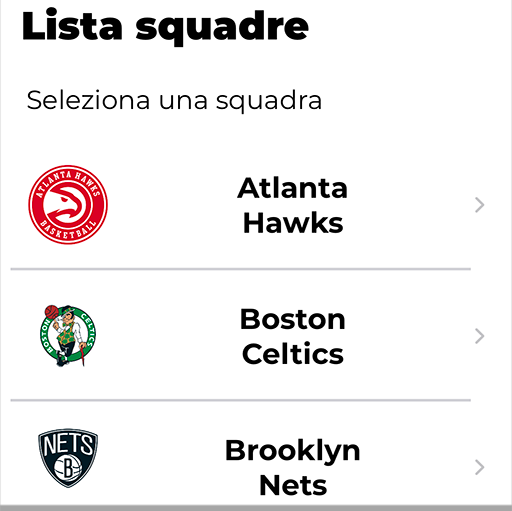 Lista squadre
Seleziona una squadra
ATLANTA HAWKS
BASKETBALL
Atlanta
Hawks
BOSTON
CELTICS
Boston
Celtics
NETS
B
Brooklyn
Nets